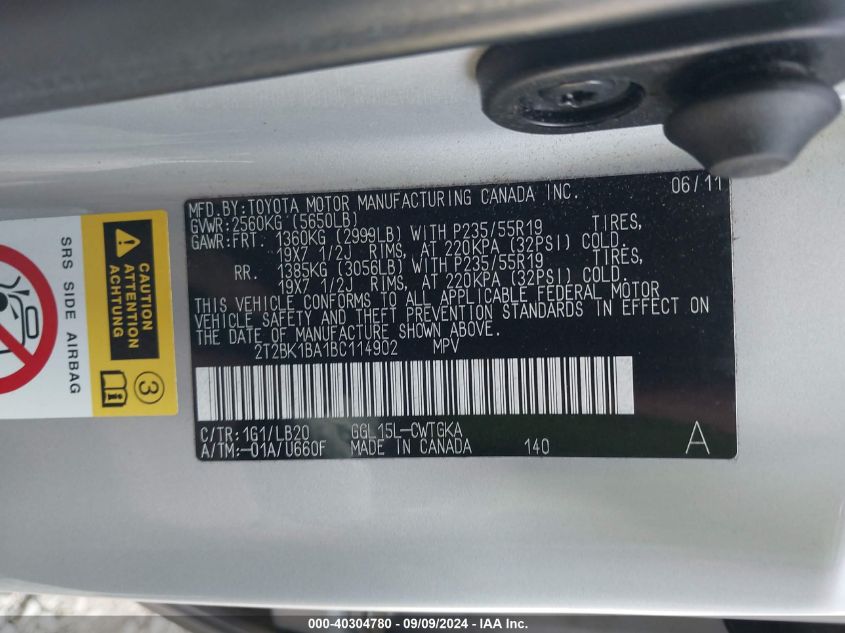 MFD.BY:TOYOTA MOTOR MANUFACTURING CANADA INC. 06/11
GVWR:2560KG (5650LB)
GAWR:FRT. 1360KG (2999LB) WITH P235/55R19 TIRES,
19X7 1/2J RIMS, AT 220KPA (32PSI) COLD.
RR. 1385KG (3056LB) WITH P235/55R19 TIRES,
19X7 1/2J RIMS, AT 220KPA (32PSI) COLD.
THIS VEHICLE CONFORMS TO ALL APPLICABLE FEDERAL MOTOR
VEHICLE SAFETY AND THEFT PREVENTION STANDARDS IN EFFECT ON
THE DATE OF MANUFACTURE SHOWN ABOVE.
2T2BK1BA1BC114902 MPV
C/TR:1G1/LB20 GGL15L-CWTGKA
A/TM:-01A/U660F MADE IN CANADA 140 A
CAUTION
ATTENTION
ACHTUNG
SRS SIDE AIRBAG
3
000-40304780 - 09/09/2024 - IAA Inc.